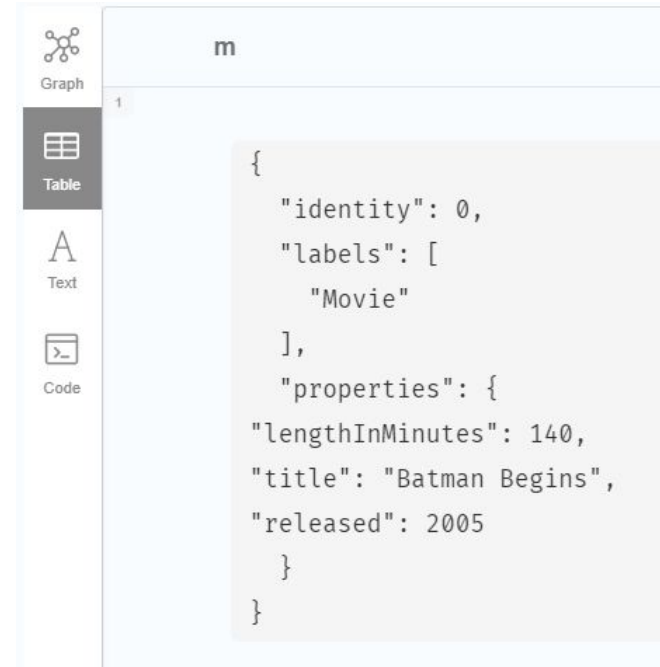 Graph
Table
Text
Code
m
1
{
"identity": 0,
"labels": [
"Movie"
],
"properties": {
"lengthInMinutes": 140,
"title": "Batman Begins",
"released": 2005
}
}